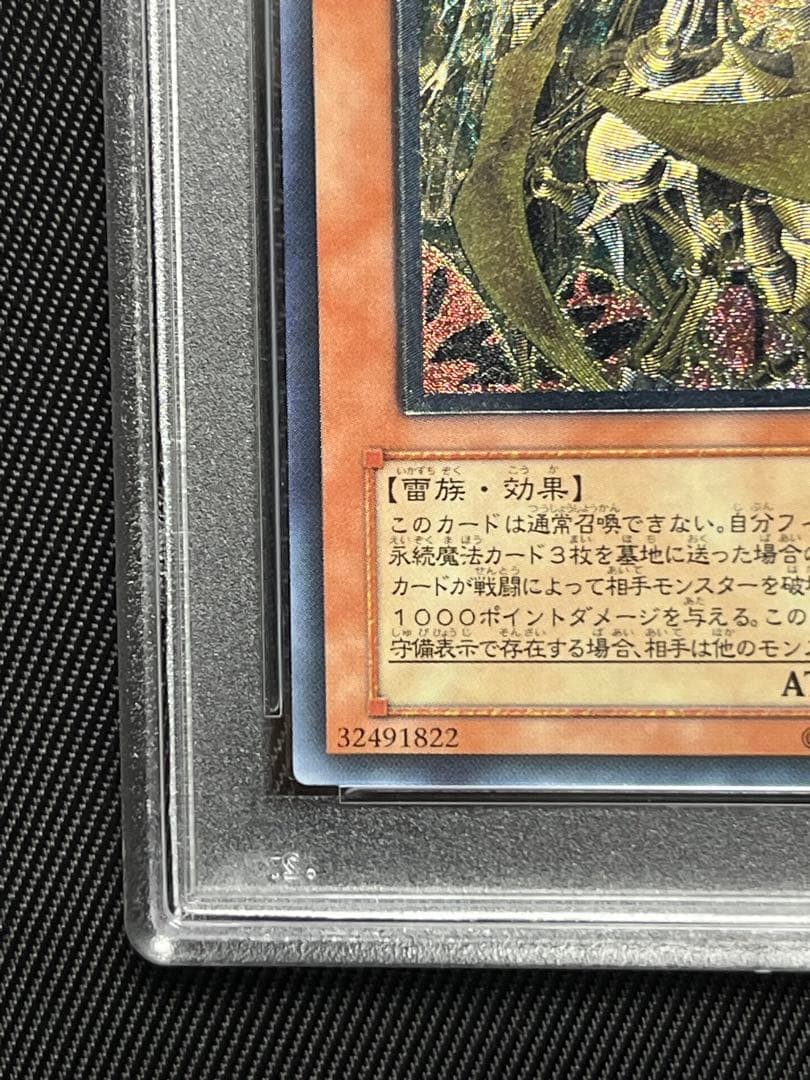 【雷族・効果】
このカードは通常召喚できない。自分フィ
永続魔法カード３枚を墓地に送った場合の
カードが戦闘によって相手モンスターを破壊
１０００ポイントダメージを与える。この
守備表示で存在する場合、相手は他のモンス
AT
32491822
©